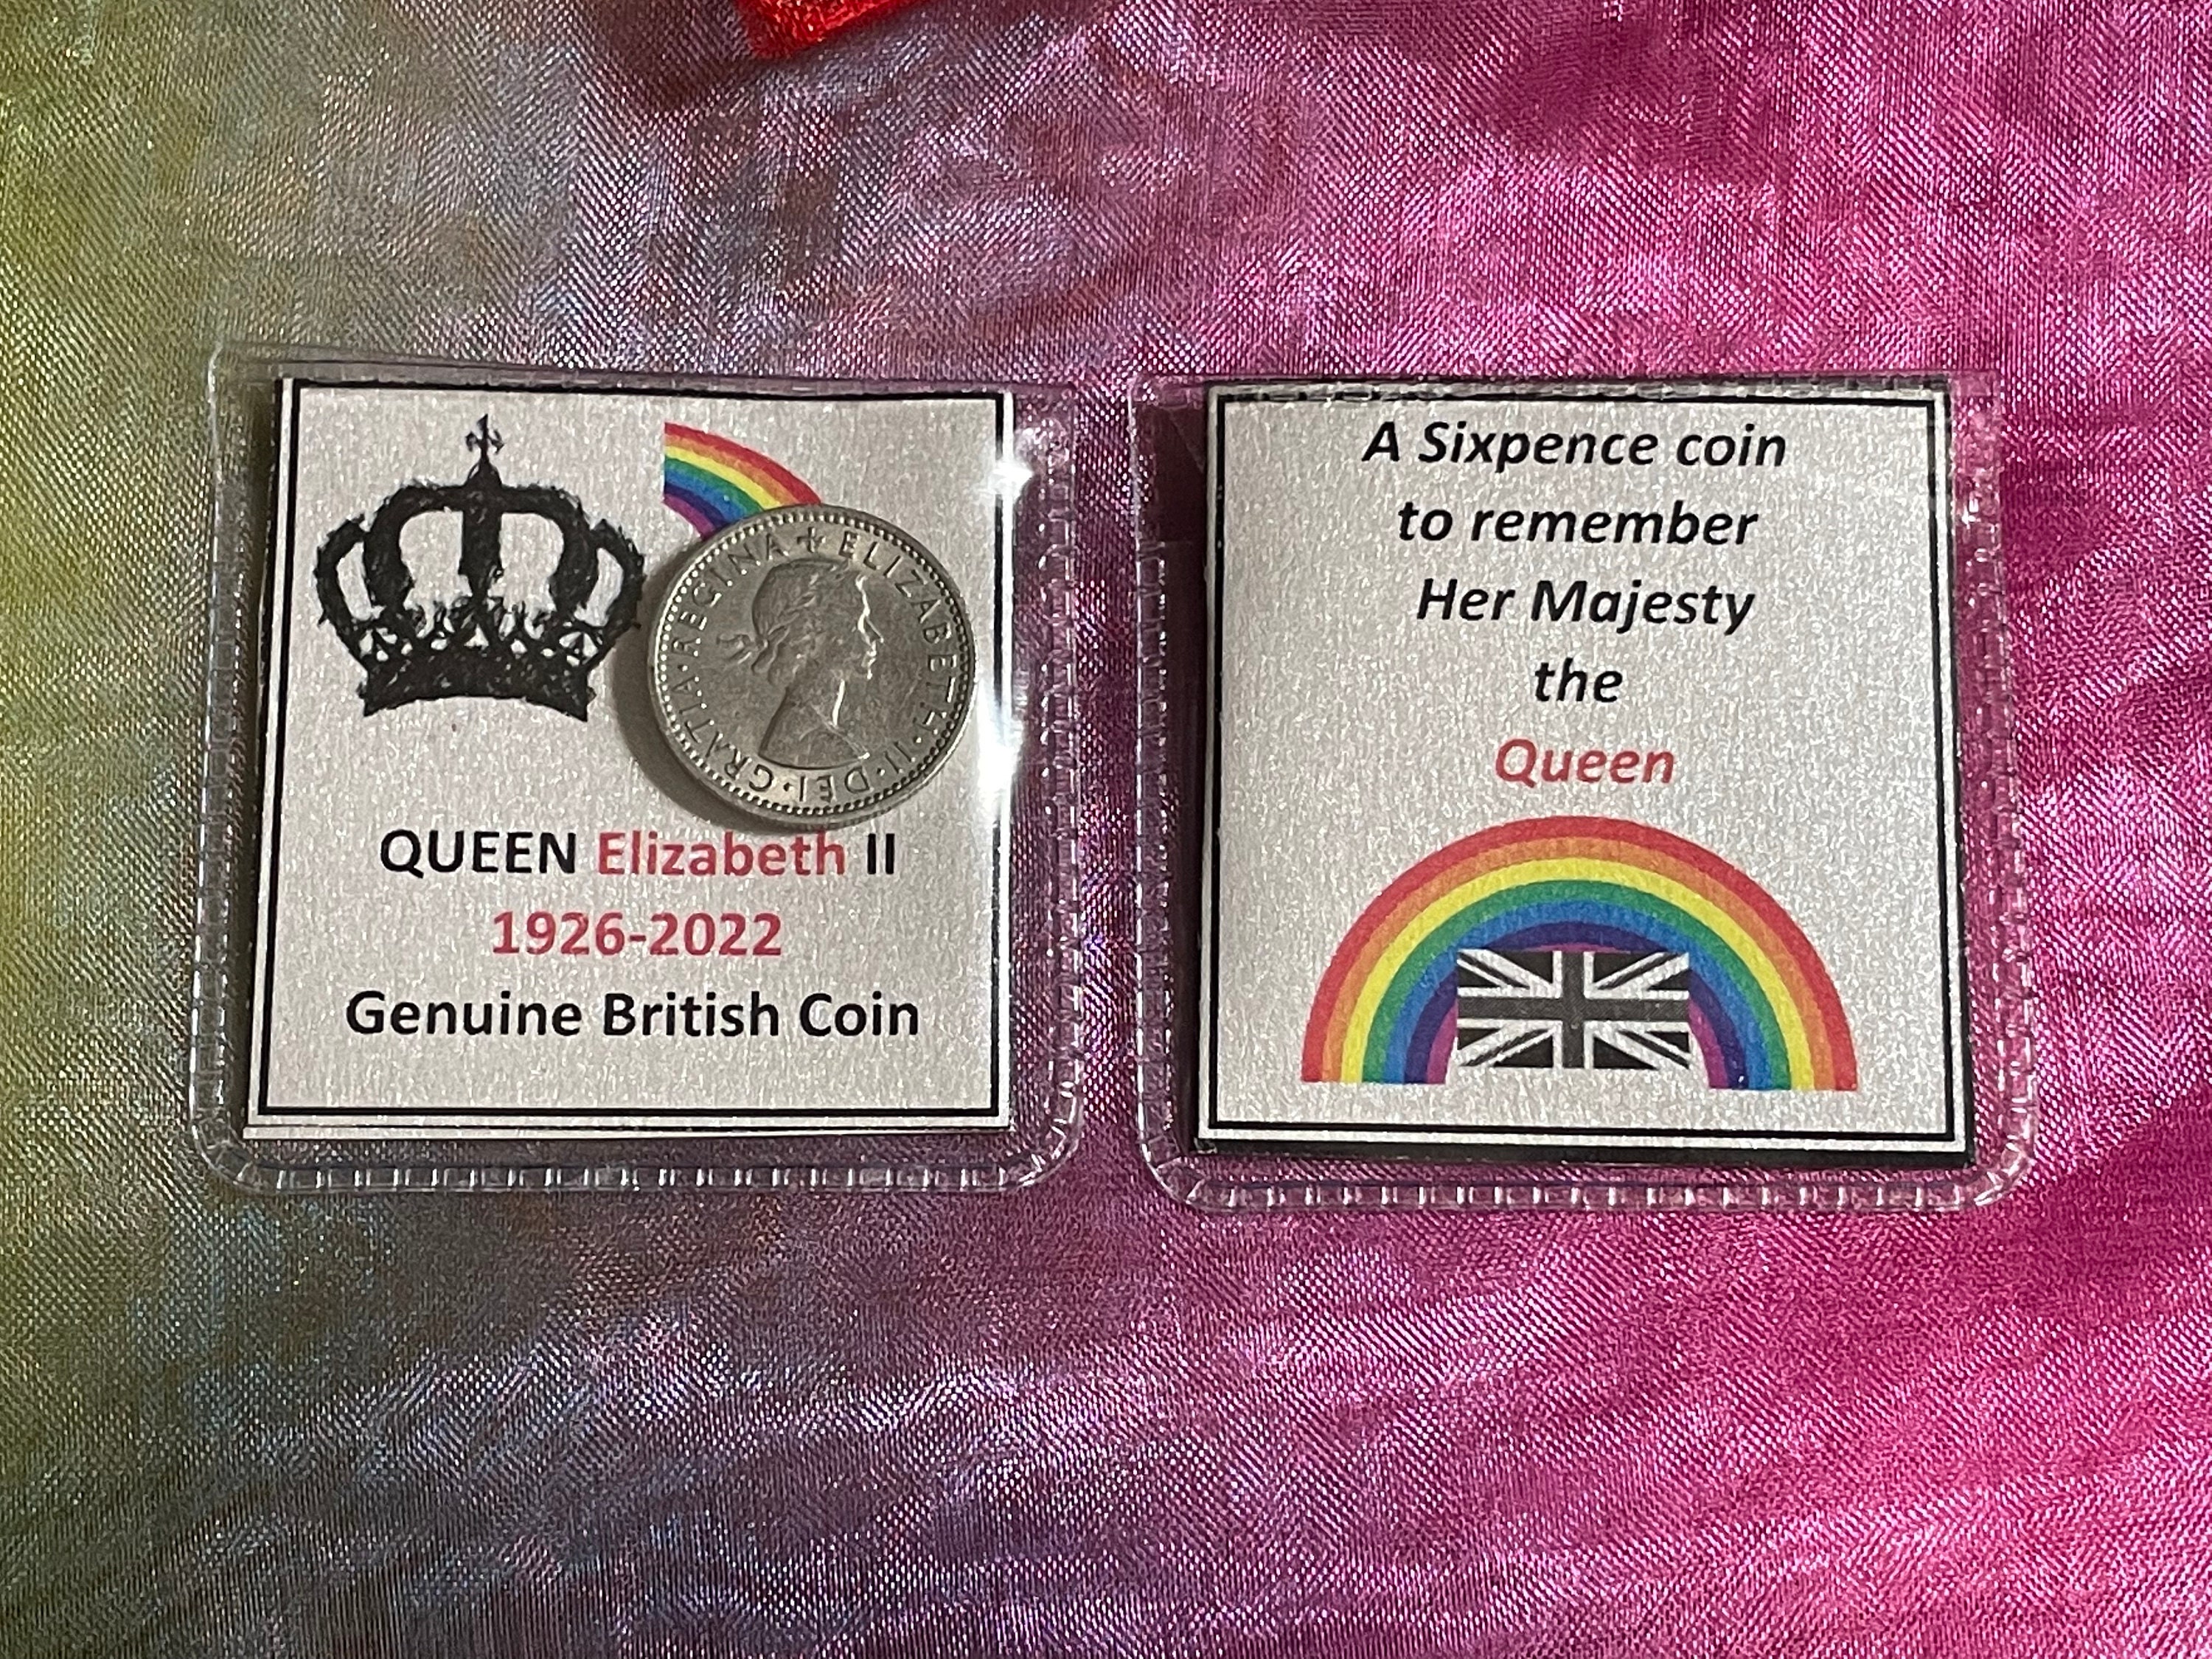 + ELIZABETH·II·DEI·GRATIA·REGINA
QUEEN Elizabeth II
1926-2022
Genuine British Coin
A Sixpence coin
to remember
Her Majesty
the
Queen